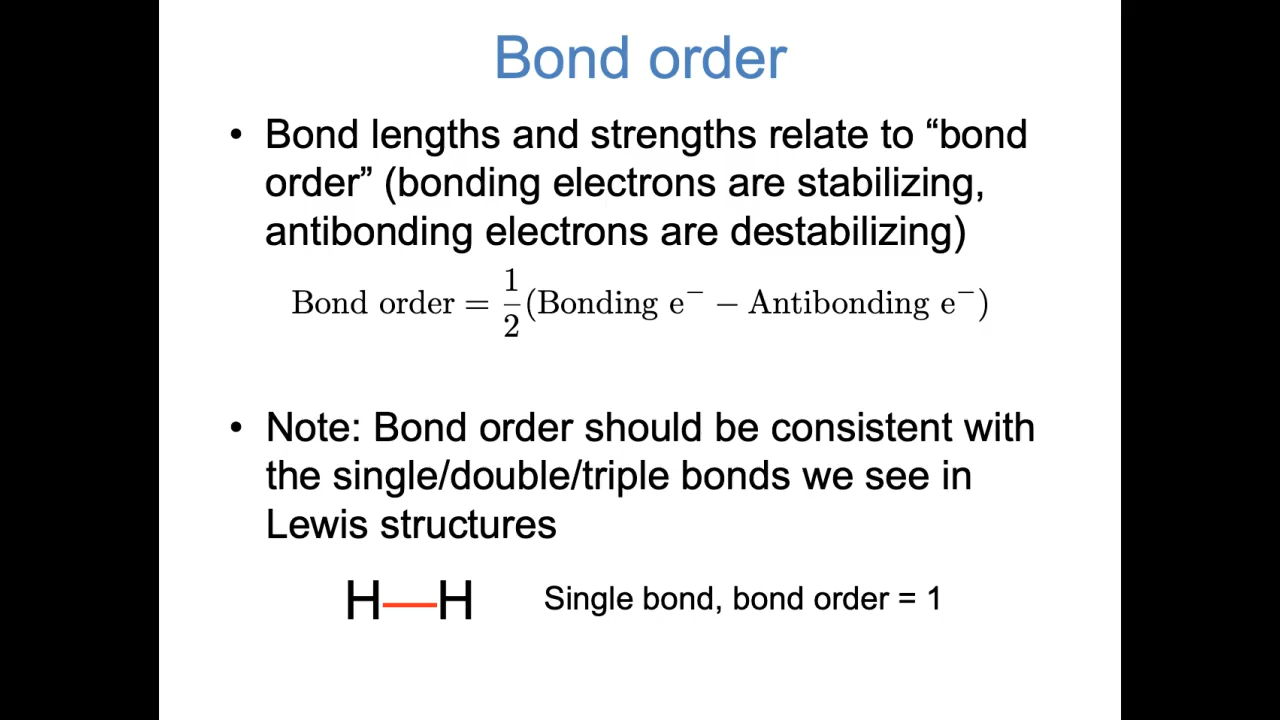 Bond order
• Bond lengths and strengths relate to “bond
order” (bonding electrons are stabilizing,
antibonding electrons are destabilizing)
Bond order = 1/2 (Bonding e⁻ − Antibonding e⁻)
• Note: Bond order should be consistent with
the single/double/triple bonds we see in
Lewis structures
H—H Single bond, bond order = 1